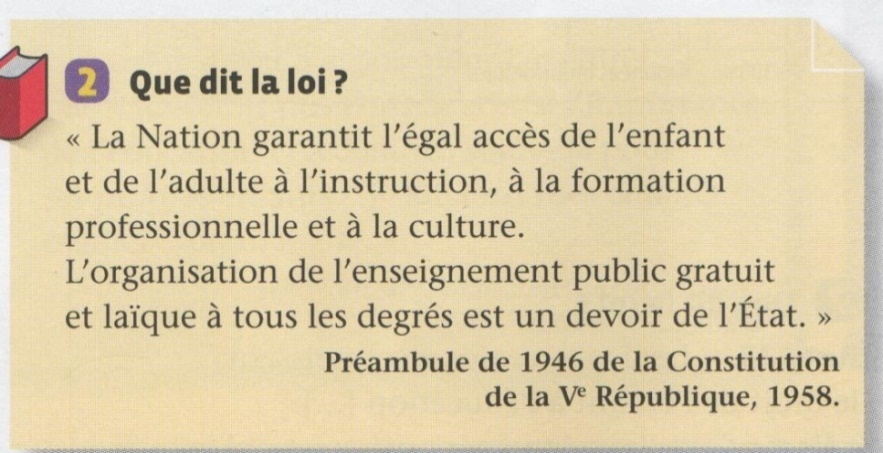 2 Que dit la loi ?
« La Nation garantit l'égal accès de l'enfant
et de l'adulte à l'instruction, à la formation
professionnelle et à la culture.
L'organisation de l'enseignement public gratuit
et laïque à tous les degrés est un devoir de l'État. »
Préambule de 1946 de la Constitution
de la Ve République, 1958.